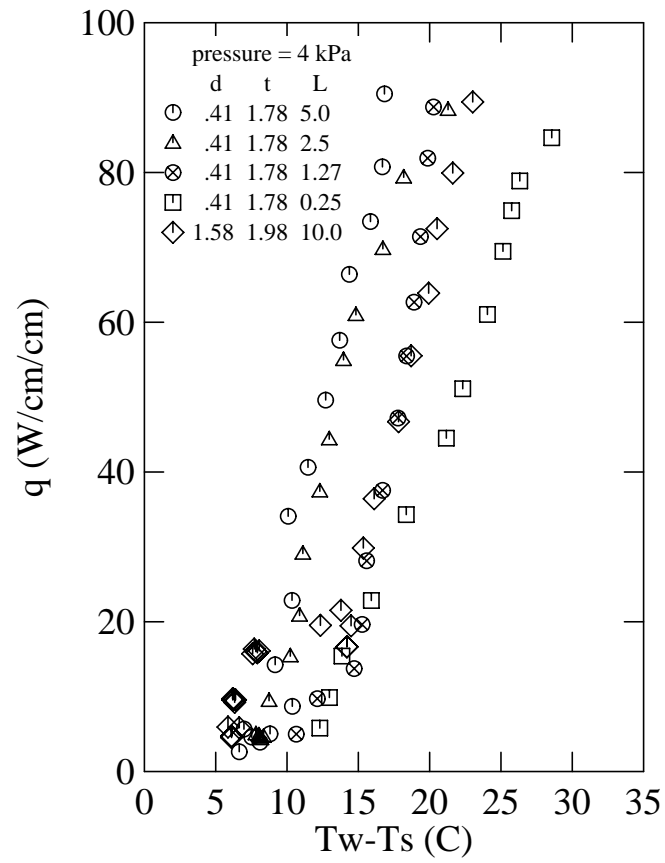 100
80
60
40
20
0
q (W/cm/cm)
pressure = 4 kPa
d t L
.41 1.78 5.0
.41 1.78 2.5
.41 1.78 1.27
.41 1.78 0.25
1.58 1.98 10.0
0 5 10 15 20 25 30 35
Tw-Ts (C)